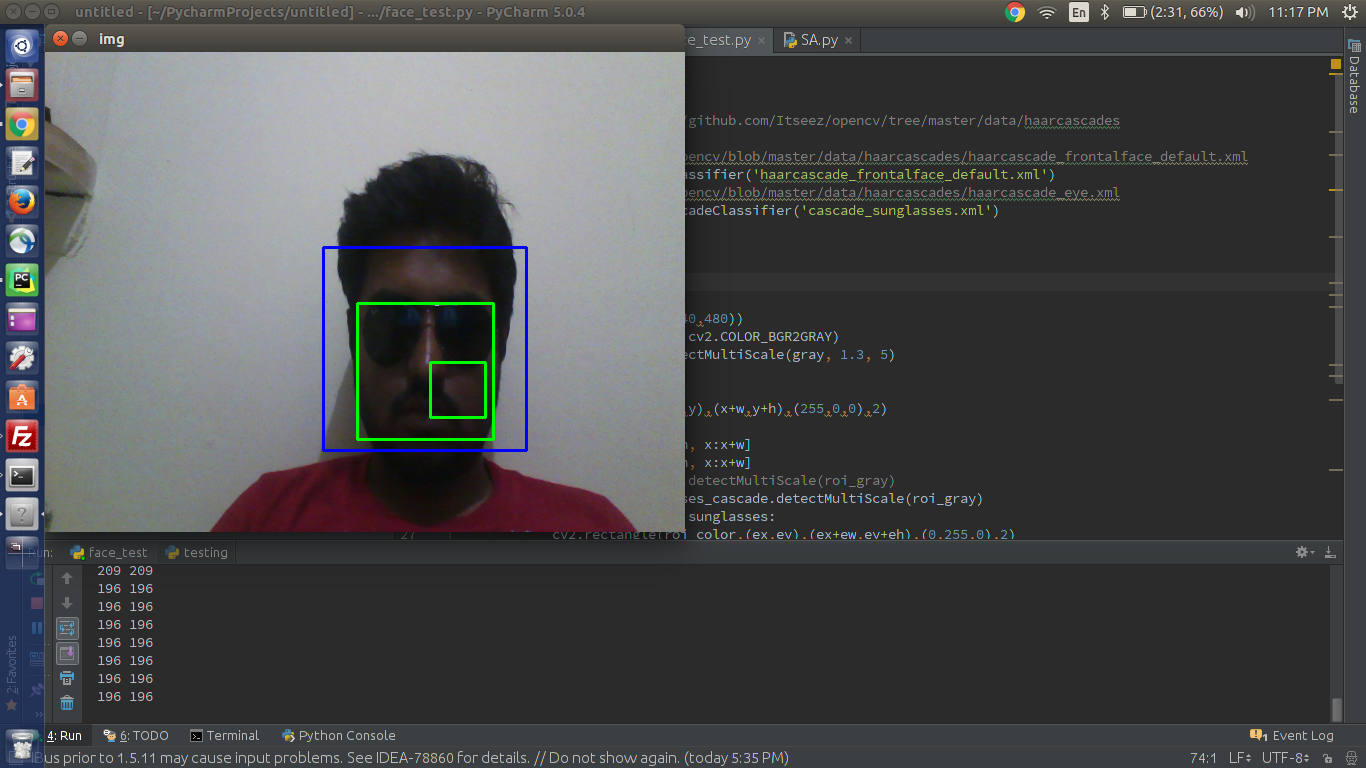 untitled - [~/PycharmProjects/untitled] - .../face_test.py - PyCharm 5.0.4
En (2:31, 66%) 11:17 PM
img
ce_test.py SA.py
Database
/github.com/Itseez/opencv/tree/master/data/haarcascades
pencv/blob/master/data/haarcascades/haarcascade_frontalface_default.xml
assifier('haarcascade_frontalface_default.xml')
pencv/blob/master/data/haarcascades/haarcascade_eye.xml
cadeClassifier('cascade_sunglasses.xml')
40,480))
cv2.COLOR_BGR2GRAY)
ectMultiScale(gray, 1.3, 5)
y),(x+w,y+h),(255,0,0),2)
h, x:x+w]
h, x:x+w]
detectMultiScale(roi_gray)
ses_cascade.detectMultiScale(roi_gray)
sunglasses:
27 cv2.rectangle(roi_color,(ex,ey),(ex+ew,ey+eh),(0,255,0),2)
un: face_test testing
209 209
196 196
196 196
196 196
196 196
196 196
196 196
196 196
2: Favorites
4: Run 6: TODO Terminal Python Console 1 Event Log
Bus prior to 1.5.11 may cause input problems. See IDEA-78860 for details. // Do not show again. (today 5:35 PM) 74:1 LF UTF-8